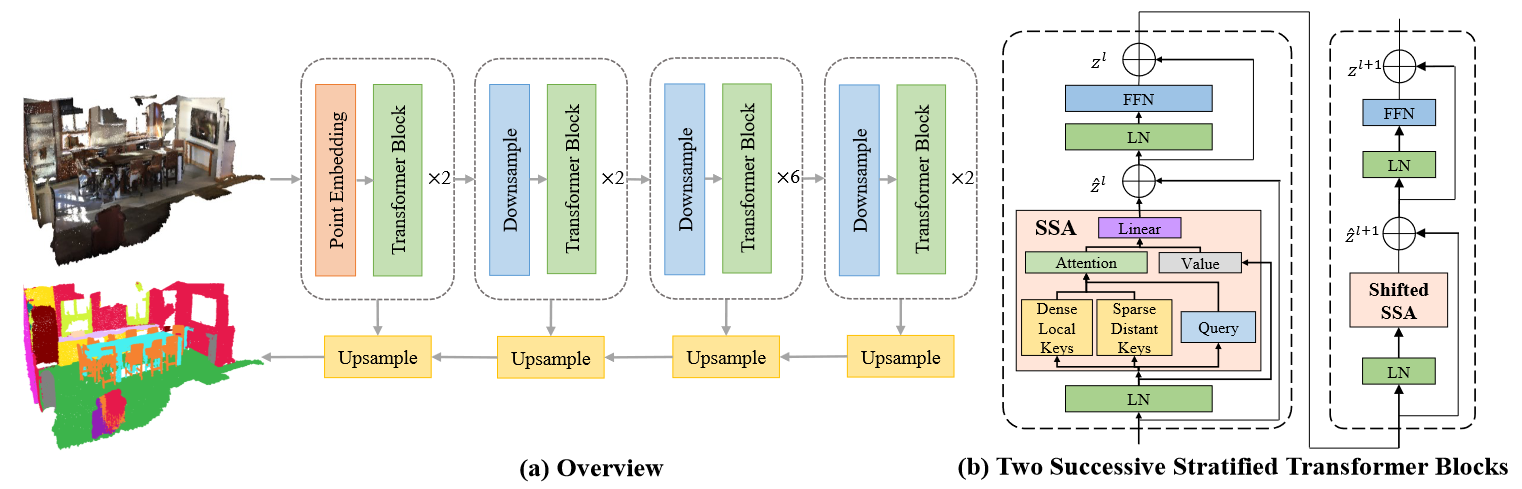 Point Embedding
Transformer Block
×2
Downsample
Transformer Block
×2
Downsample
Transformer Block
×6
Downsample
Transformer Block
×2
Upsample
Upsample
Upsample
Upsample
(a) Overview
z^l
FFN
LN
ẑ^l
SSA
Linear
Attention
Value
Dense
Local
Keys
Sparse
Distant
Keys
Query
LN
z^{l+1}
FFN
LN
ẑ^{l+1}
Shifted
SSA
LN
(b) Two Successive Stratified Transformer Blocks